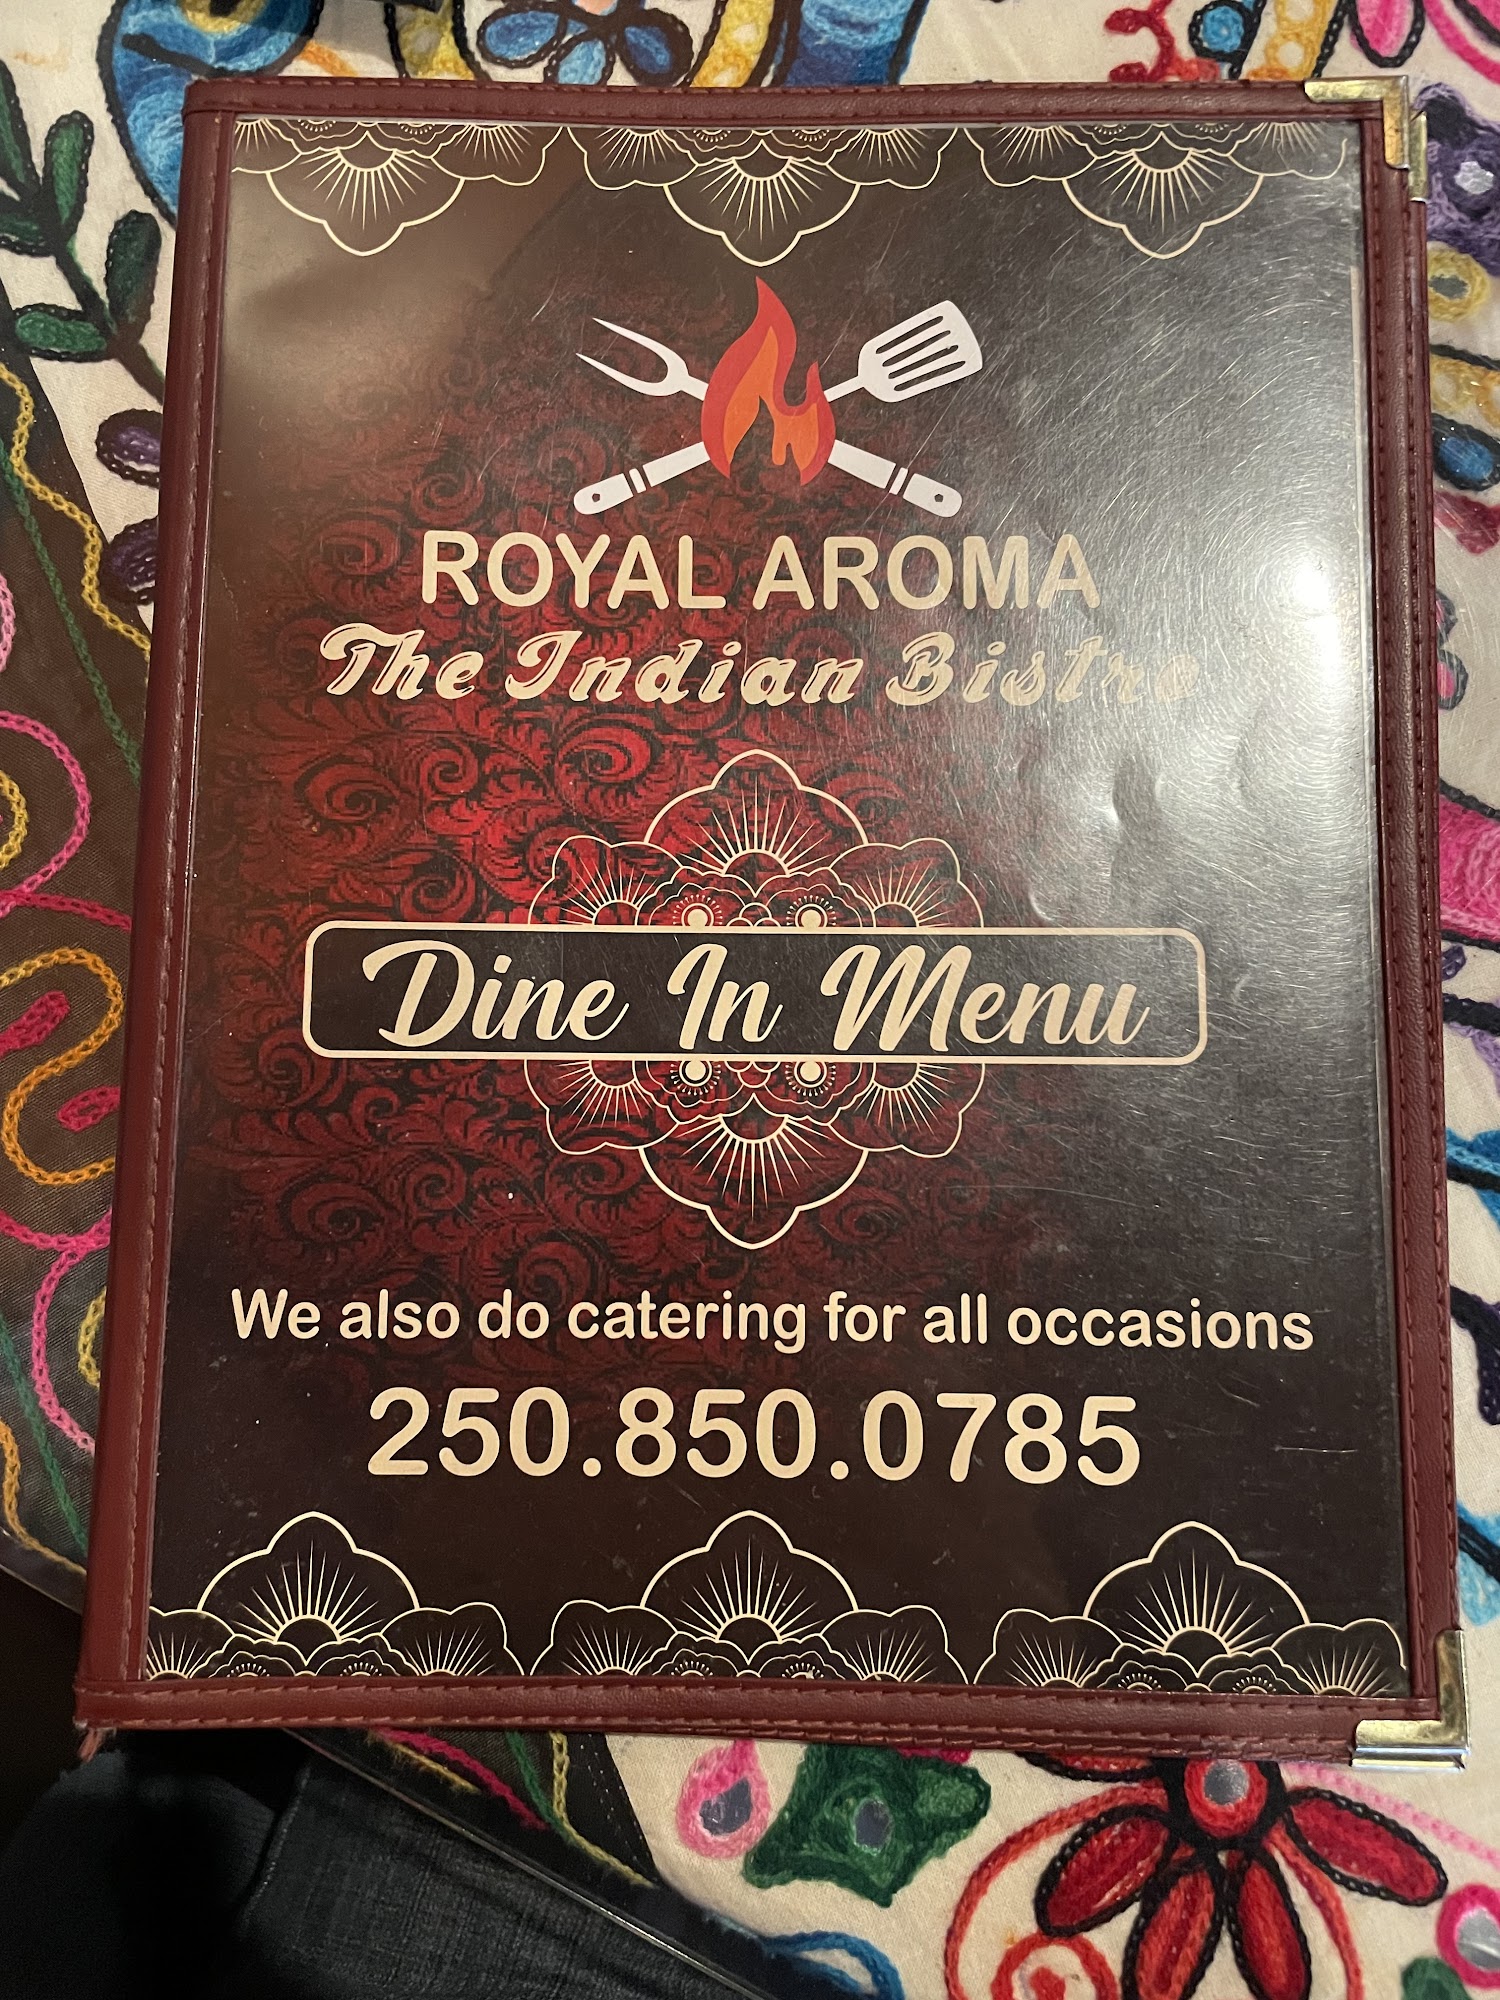 ROYAL AROMA
The Indian Bistro
Dine In Menu
We also do catering for all occasions
250.850.0785